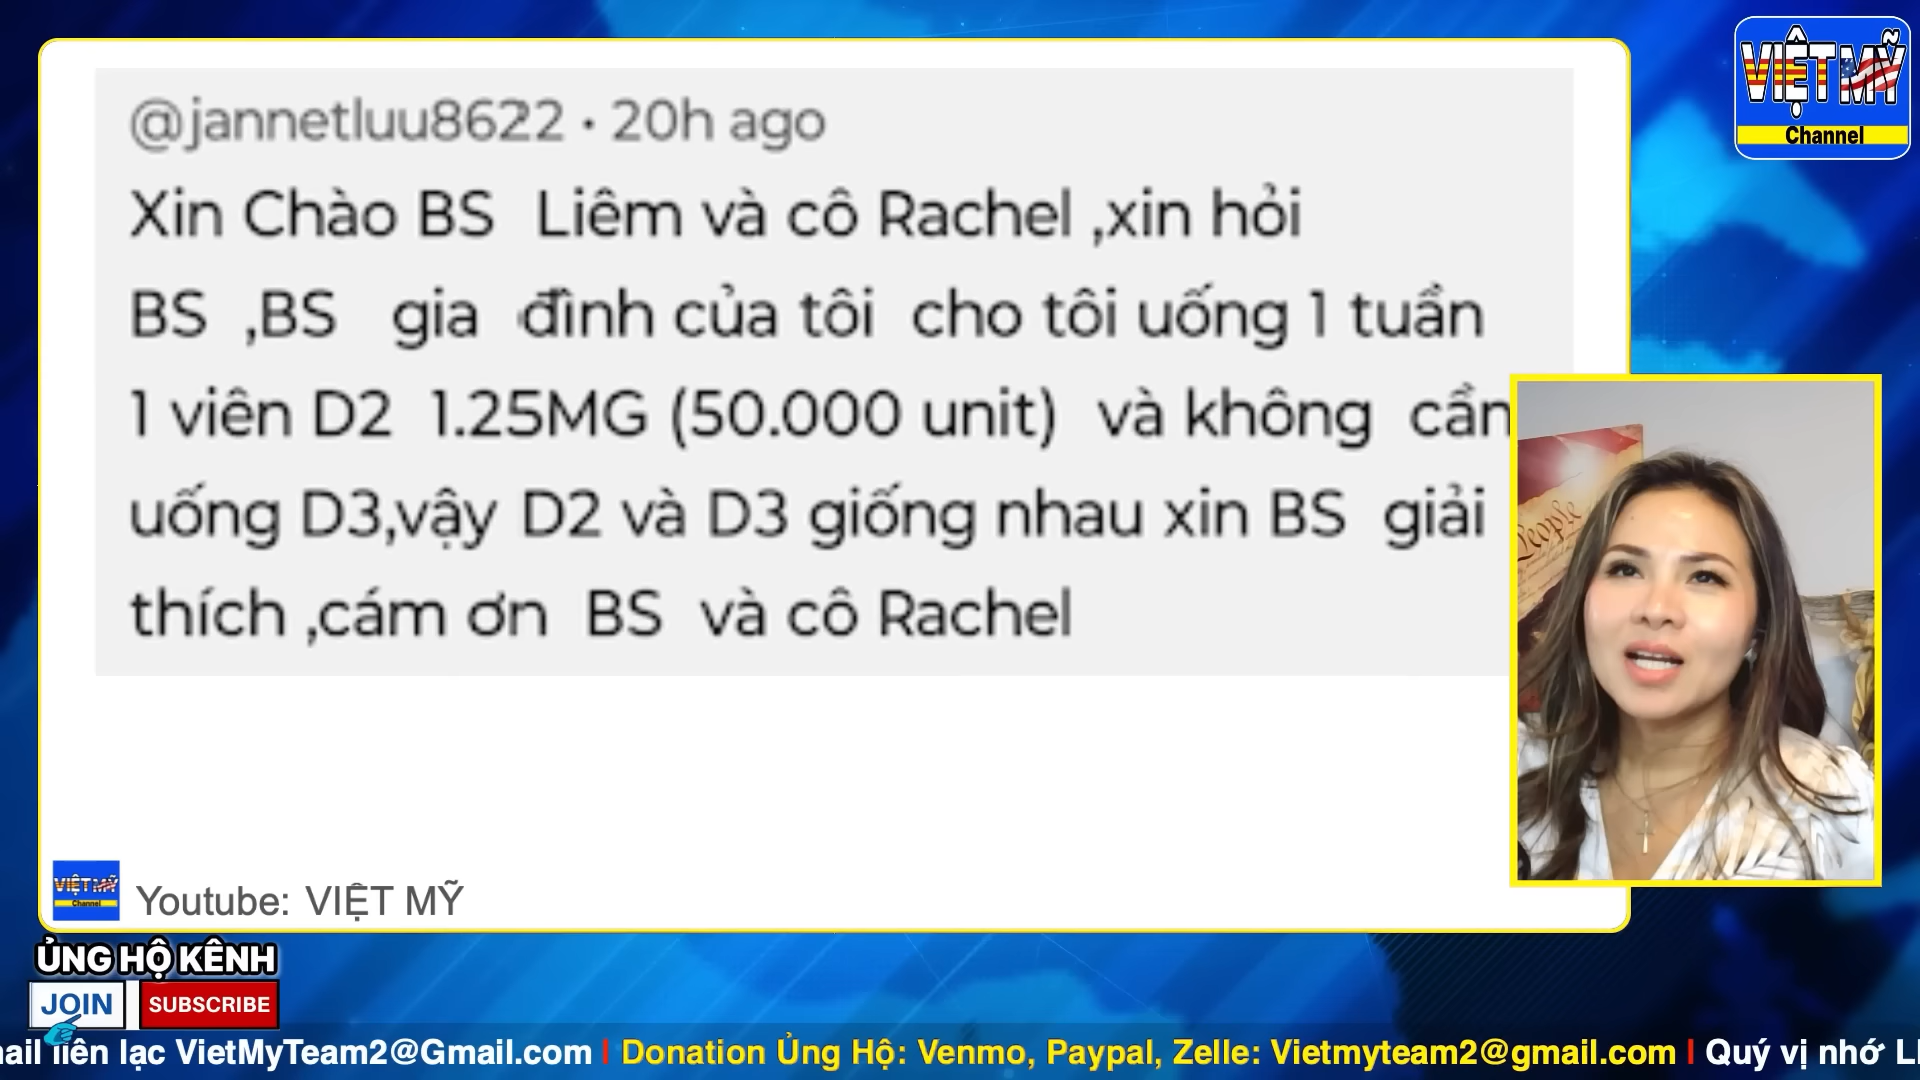 @jannetluu8622 • 20h ago
Xin Chào BS Liêm và cô Rachel ,xin hỏi
BS ,BS gia đình của tôi cho tôi uống 1 tuần
1 viên D2 1.25MG (50.000 unit) và không cần
uống D3,vậy D2 và D3 giống nhau xin BS giải
thích ,cám ơn BS và cô Rachel
VIỆT MỸ
Channel
People
VIỆT MỸ
Channel
Youtube: VIỆT MỸ
ỦNG HỘ KÊNH
JOIN
SUBSCRIBE
liên lạc VietMyTeam2@Gmail.com | Donation Ủng Hộ: Venmo, Paypal, Zelle: Vietmyteam2@gmail.com | Quý vị nhớ